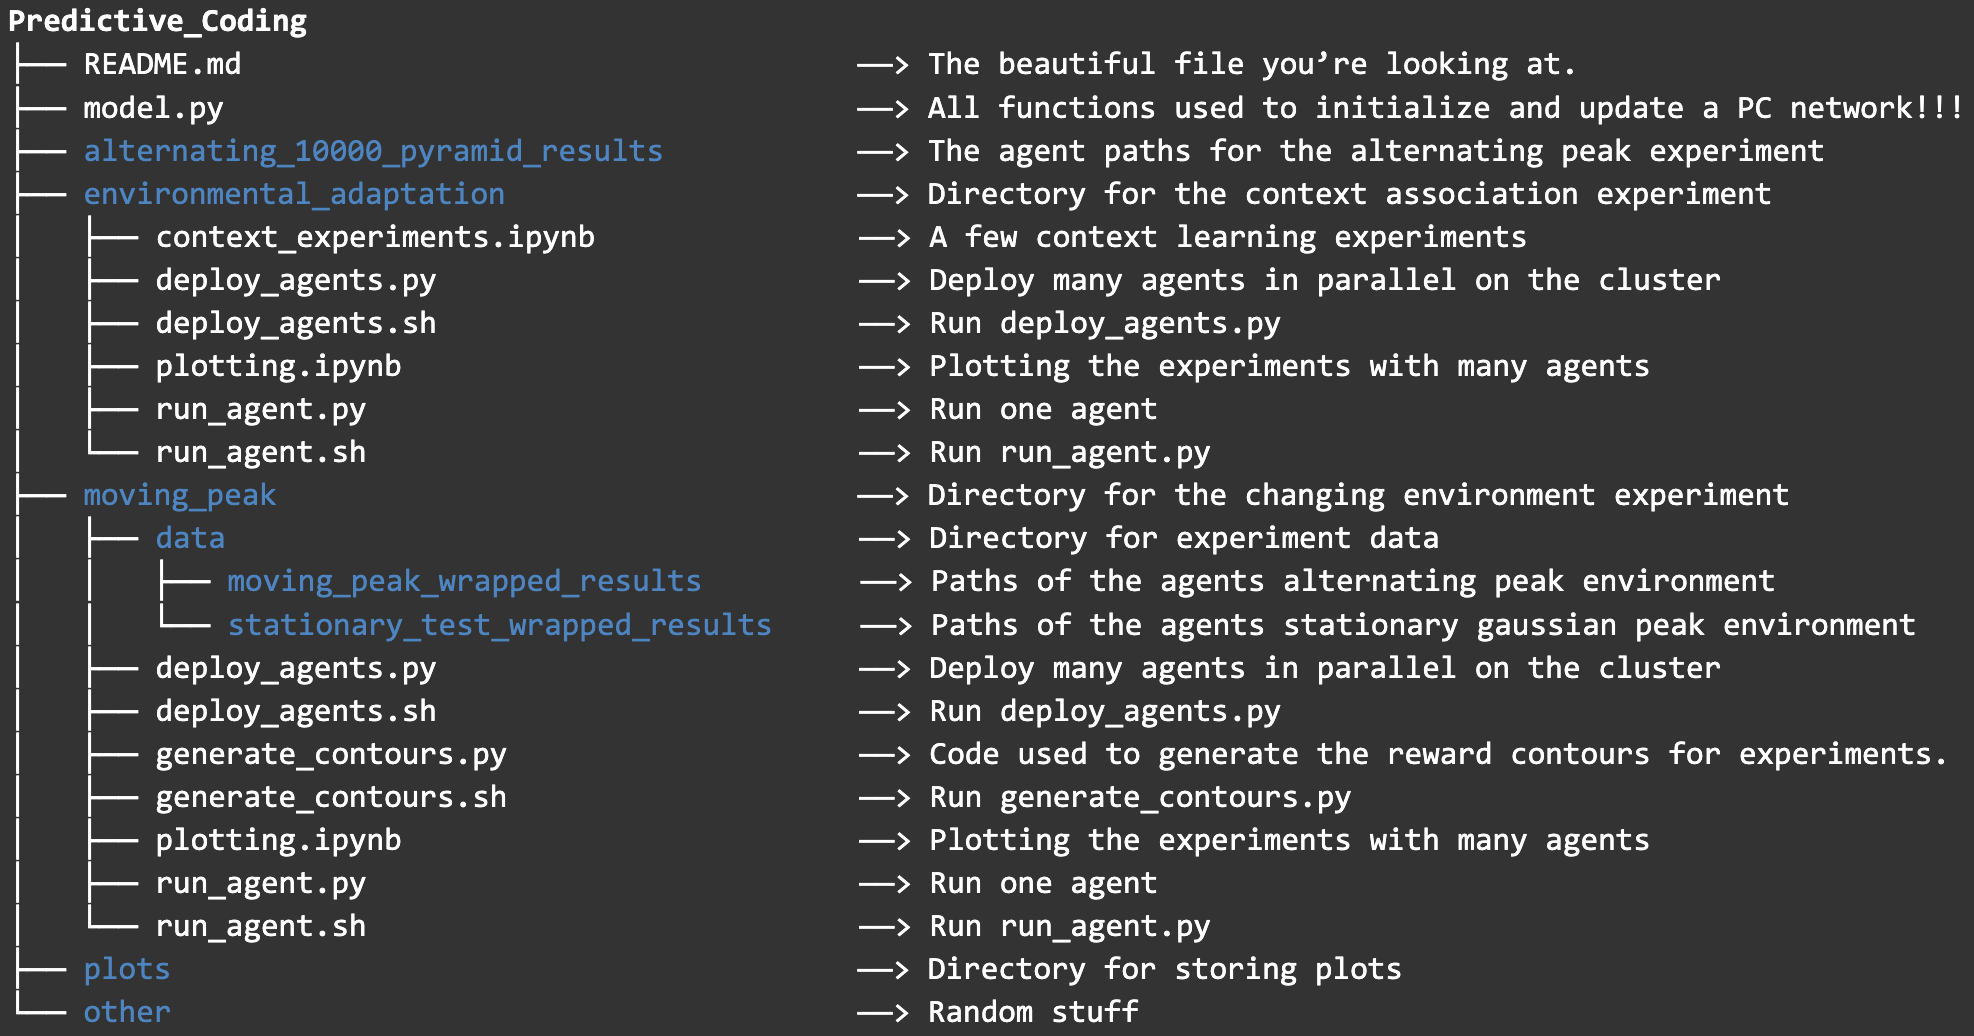 Predictive_Coding
├── README.md ──> The beautiful file you’re looking at.
├── model.py ──> All functions used to initialize and update a PC network!!!
├── alternating_10000_pyramid_results ──> The agent paths for the alternating peak experiment
├── environmental_adaptation ──> Directory for the context association experiment
│   ├── context_experiments.ipynb ──> A few context learning experiments
│   ├── deploy_agents.py ──> Deploy many agents in parallel on the cluster
│   ├── deploy_agents.sh ──> Run deploy_agents.py
│   ├── plotting.ipynb ──> Plotting the experiments with many agents
│   ├── run_agent.py ──> Run one agent
│   └── run_agent.sh ──> Run run_agent.py
├── moving_peak ──> Directory for the changing environment experiment
│   ├── data ──> Directory for experiment data
│   │   ├── moving_peak_wrapped_results ──> Paths of the agents alternating peak environment
│   │   └── stationary_test_wrapped_results ──> Paths of the agents stationary gaussian peak environment
│   ├── deploy_agents.py ──> Deploy many agents in parallel on the cluster
│   ├── deploy_agents.sh ──> Run deploy_agents.py
│   ├── generate_contours.py ──> Code used to generate the reward contours for experiments.
│   ├── generate_contours.sh ──> Run generate_contours.py
│   ├── plotting.ipynb ──> Plotting the experiments with many agents
│   ├── run_agent.py ──> Run one agent
│   └── run_agent.sh ──> Run run_agent.py
├── plots ──> Directory for storing plots
└── other ──> Random stuff